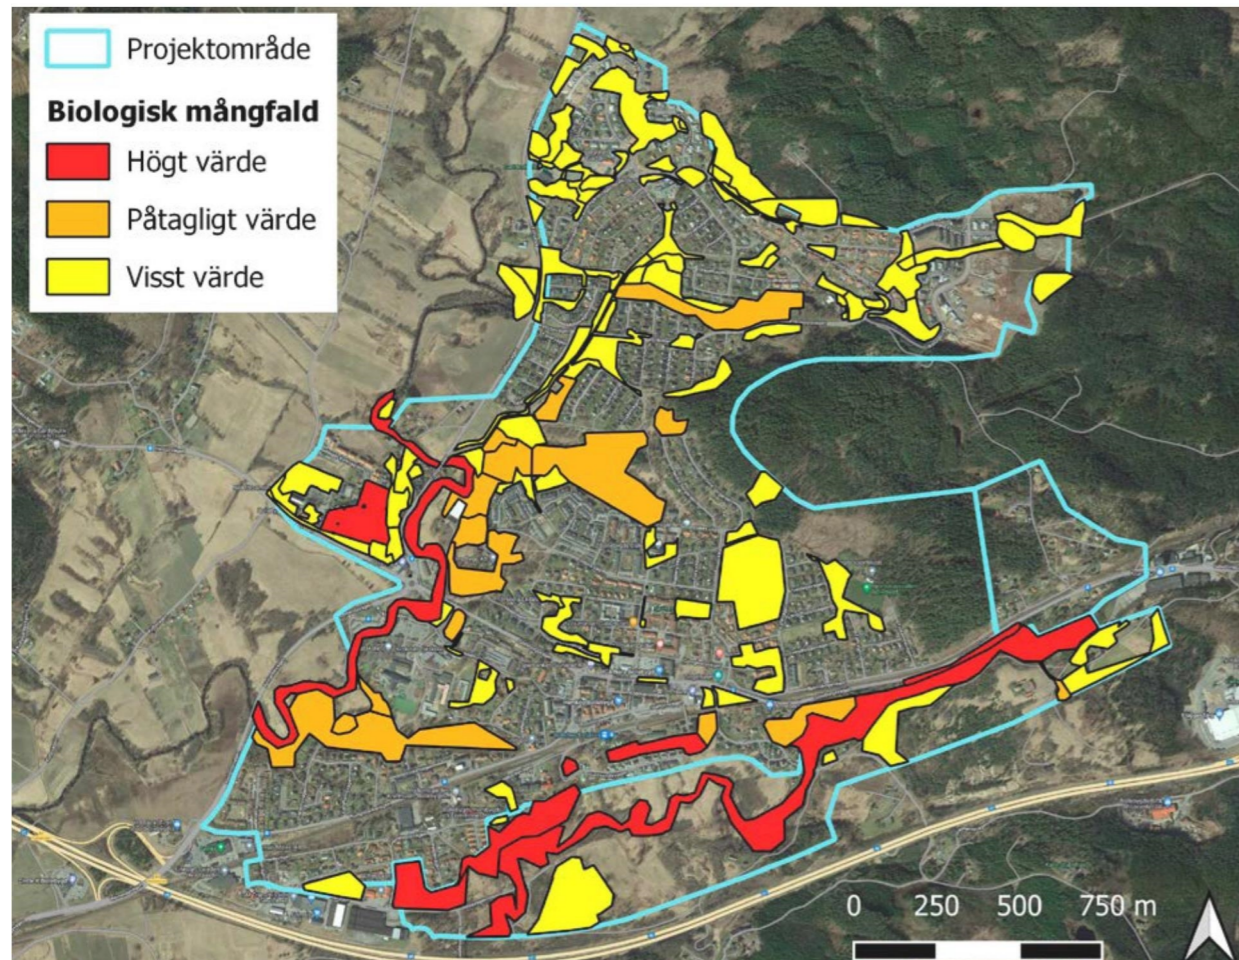 Projektområde
Biologisk mångfald
Högt värde
Påtagligt värde
Visst värde
0 250 500 750 m